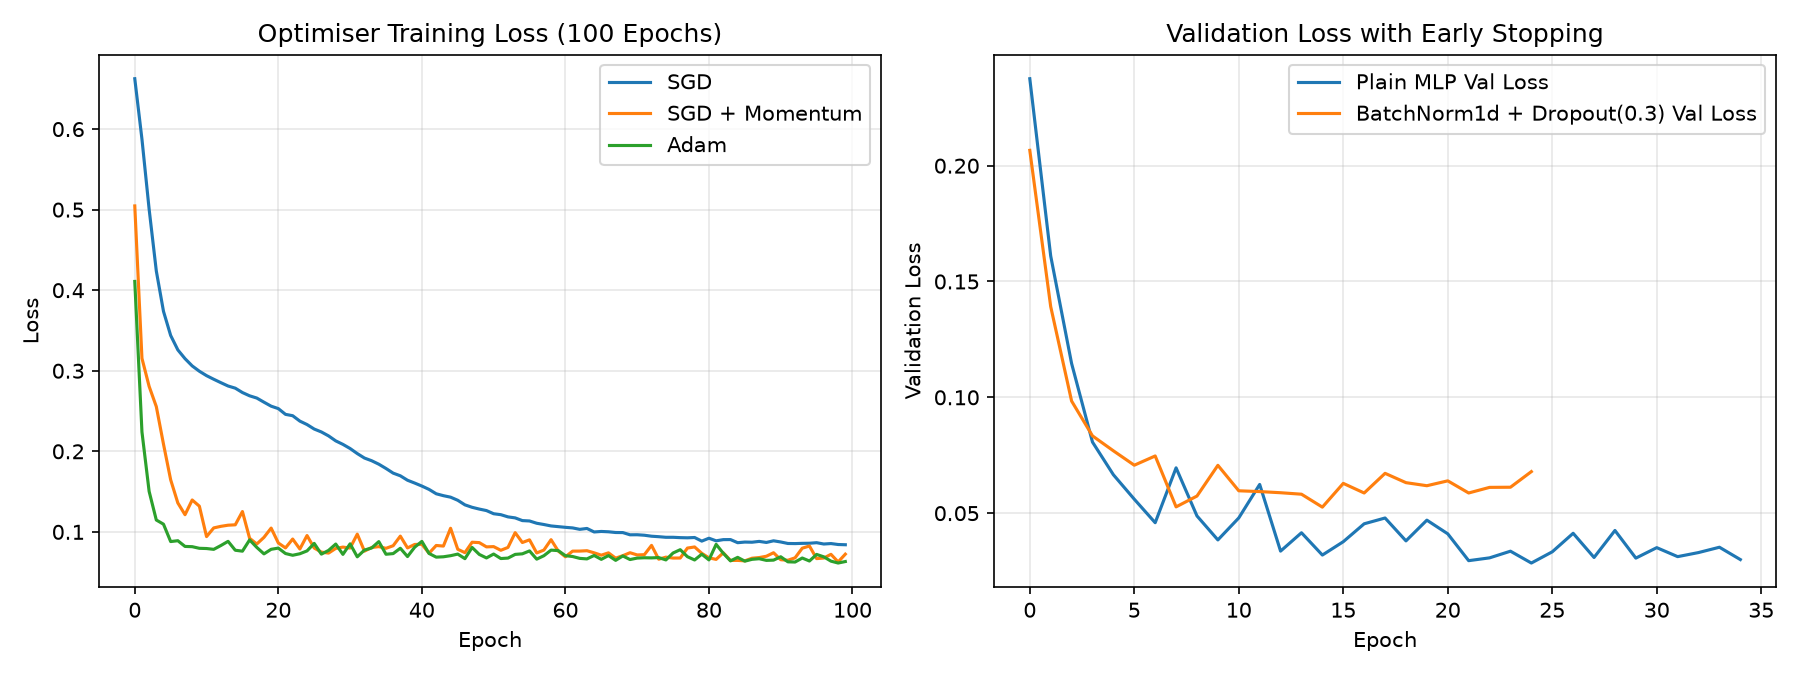 Optimiser Training Loss (100 Epochs)
SGD
SGD + Momentum
Adam
Loss
0.6
0.5
0.4
0.3
0.2
0.1
0
20
40
60
80
100
Epoch
Validation Loss with Early Stopping
Plain MLP Val Loss
BatchNorm1d + Dropout(0.3) Val Loss
Validation Loss
0.20
0.15
0.10
0.05
0
5
10
15
20
25
30
35
Epoch